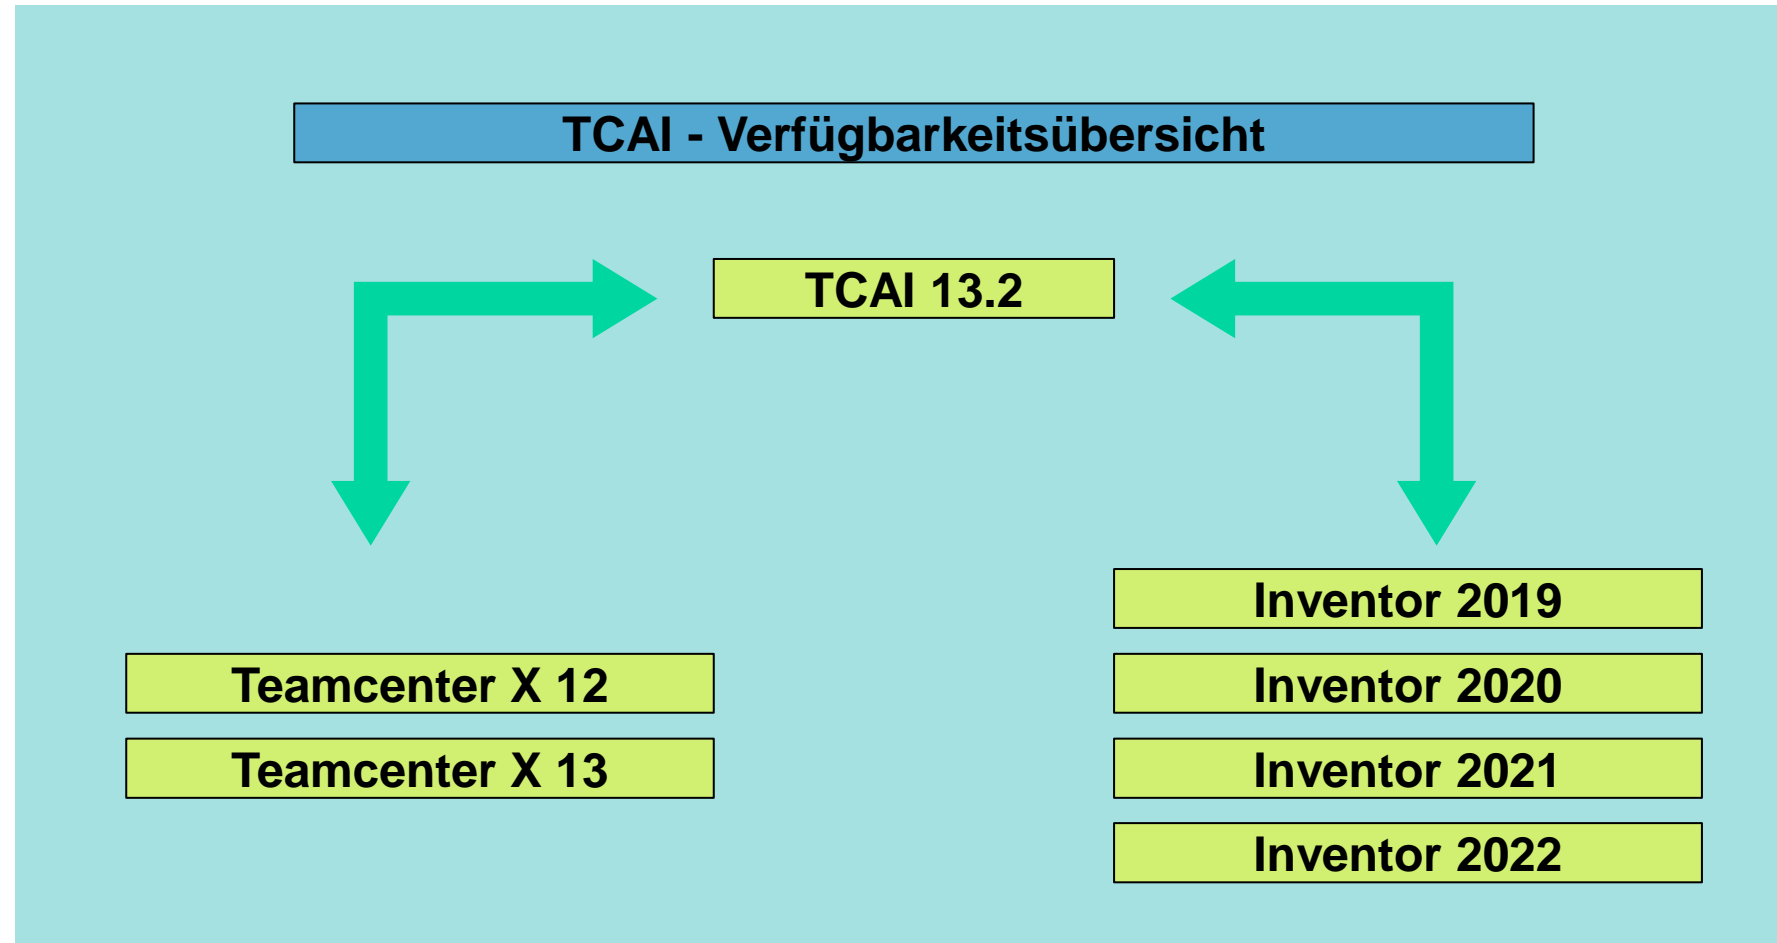 TCAI - Verfügbarkeitsübersicht
TCAI 13.2
Teamcenter X 12
Teamcenter X 13
Inventor 2019
Inventor 2020
Inventor 2021
Inventor 2022